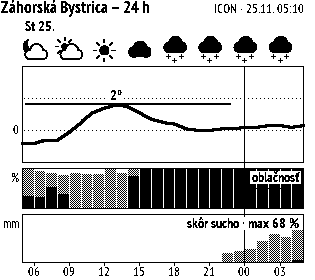 Záhorská Bystrica – 24 h
ICON - 25.11. 05:10
St 25.
2°
0
%
oblačnosť
mm
skôr sucho · max 68 %
06 09 12 15 18 21 00 03